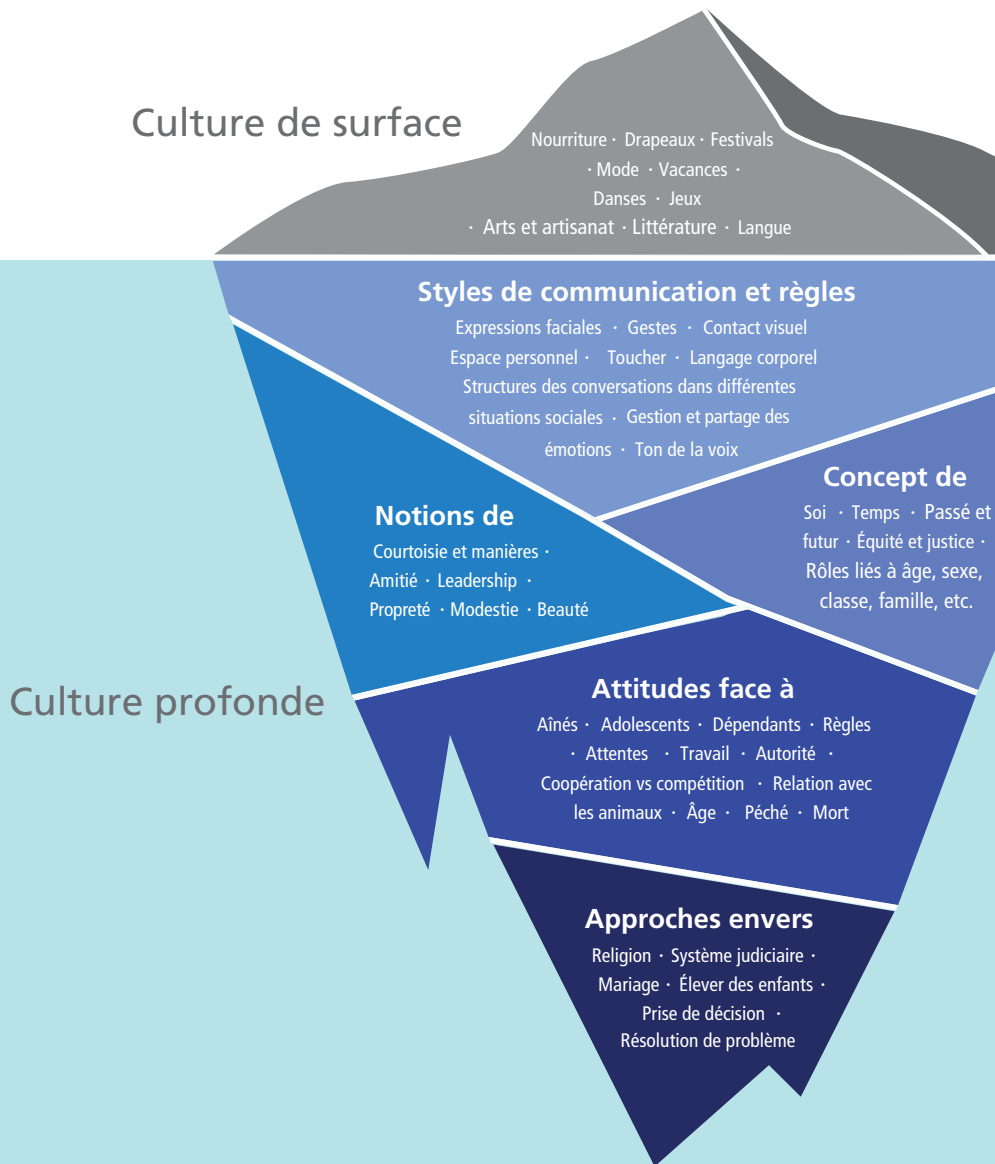 Culture de surface
Nourriture · Drapeaux · Festivals
· Mode · Vacances ·
Danses · Jeux
· Arts et artisanat · Littérature · Langue
Styles de communication et règles
Expressions faciales · Gestes · Contact visuel
Espace personnel · Toucher · Langage corporel
Structures des conversations dans différentes
situations sociales · Gestion et partage des
émotions · Ton de la voix
Concept de
Soi · Temps · Passé et
futur · Équité et justice ·
Rôles liés à âge, sexe,
classe, famille, etc.
Notions de
Courtoisie et manières ·
Amitié · Leadership ·
Propreté · Modestie · Beauté
Culture profonde
Attitudes face à
Aînés · Adolescents · Dépendants · Règles
· Attentes · Travail · Autorité ·
Coopération vs compétition · Relation avec
les animaux · Âge · Péché · Mort
Approches envers
Religion · Système judiciaire ·
Mariage · Élever des enfants ·
Prise de décision ·
Résolution de problème